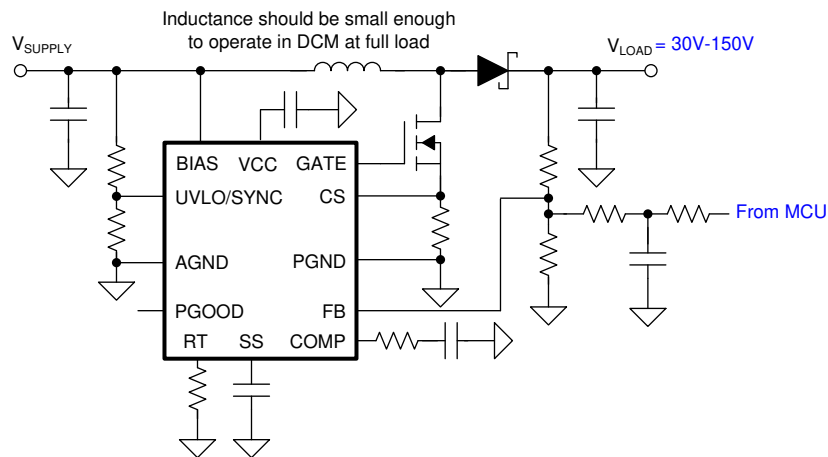 Inductance should be small enough
to operate in DCM at full load
VSUPPLY
VLOAD = 30V-150V
BIAS VCC GATE
UVLO/SYNC CS
From MCU
AGND PGND
PGOOD FB
RT SS COMP